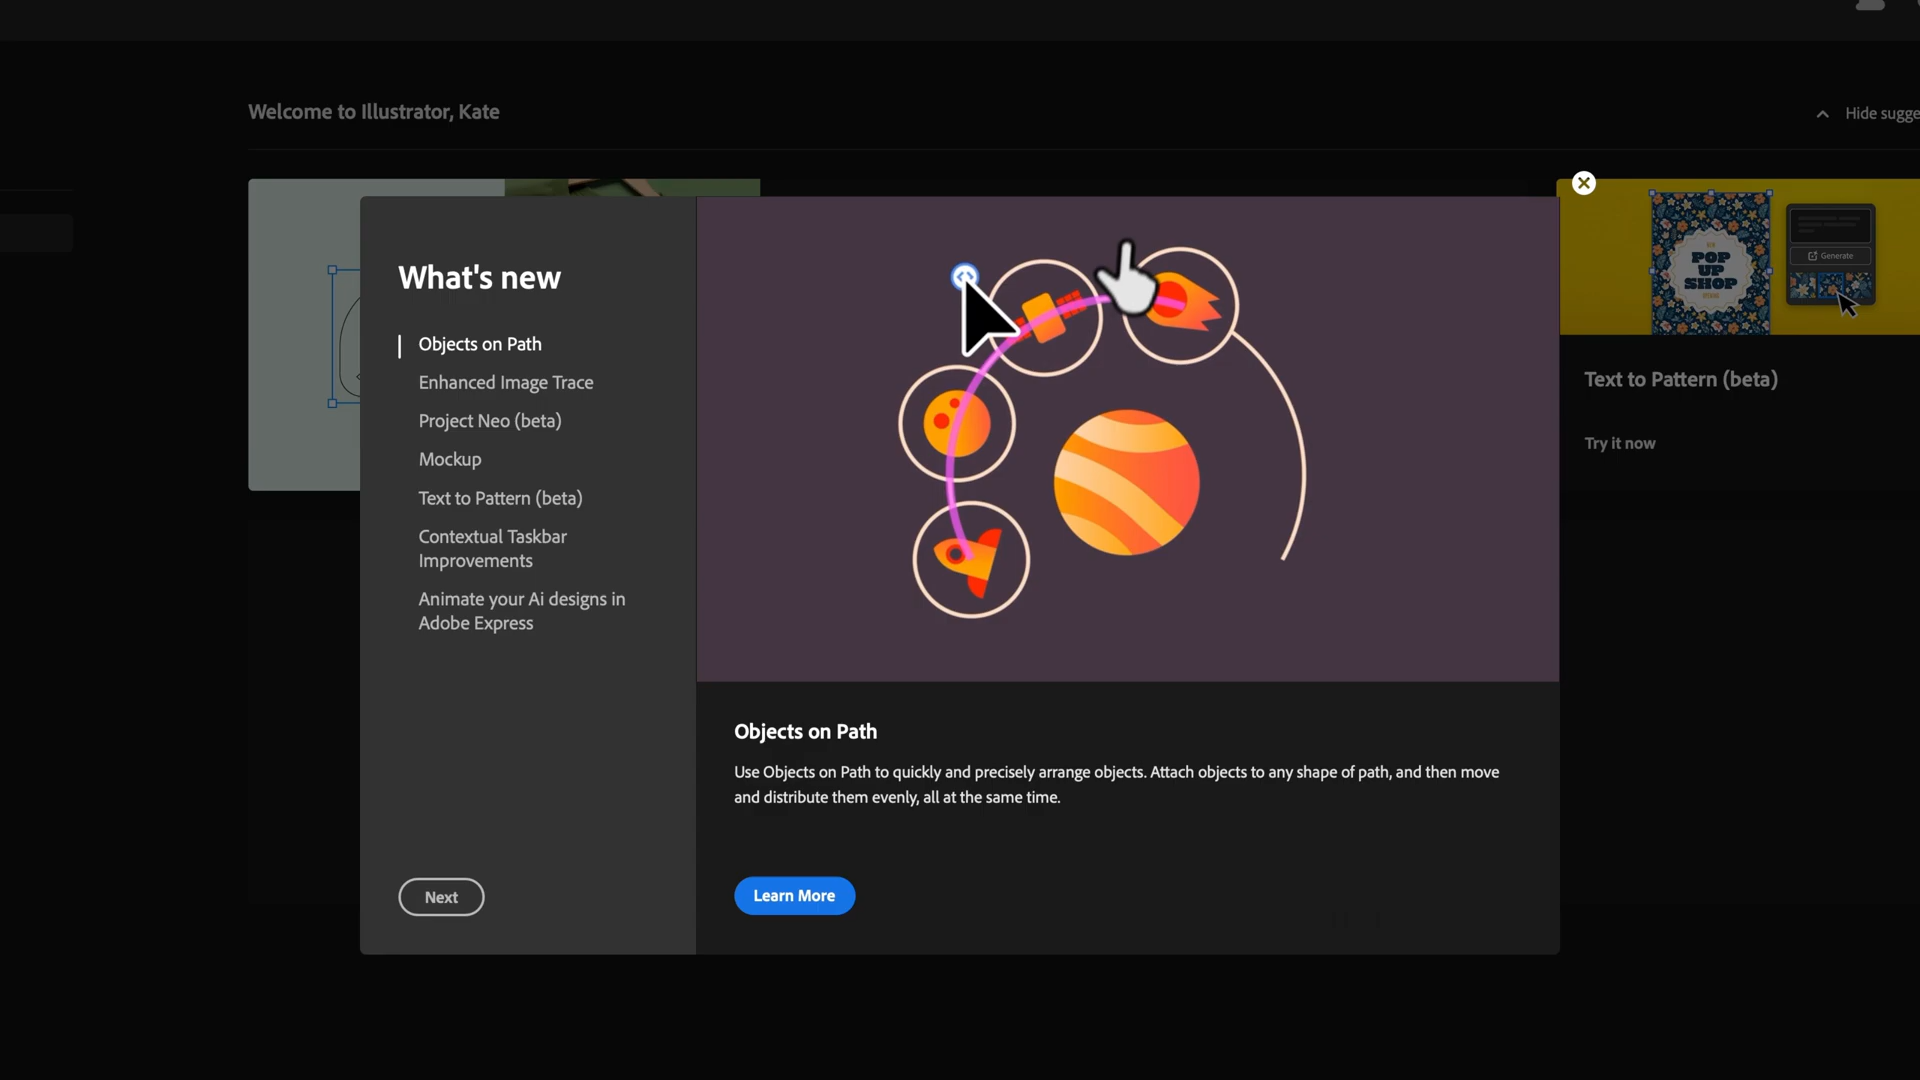 Welcome to Illustrator, Kate
Hide sugge
What's new
Objects on Path
Enhanced Image Trace
Project Neo (beta)
Mockup
Text to Pattern (beta)
Contextual Taskbar
Improvements
Animate your Ai designs in
Adobe Express
Next
Objects on Path
Use Objects on Path to quickly and precisely arrange objects. Attach objects to any shape of path, and then move
and distribute them evenly, all at the same time.
Learn More
POP
UP
SHOP
Generate
Text to Pattern (beta)
Try it now